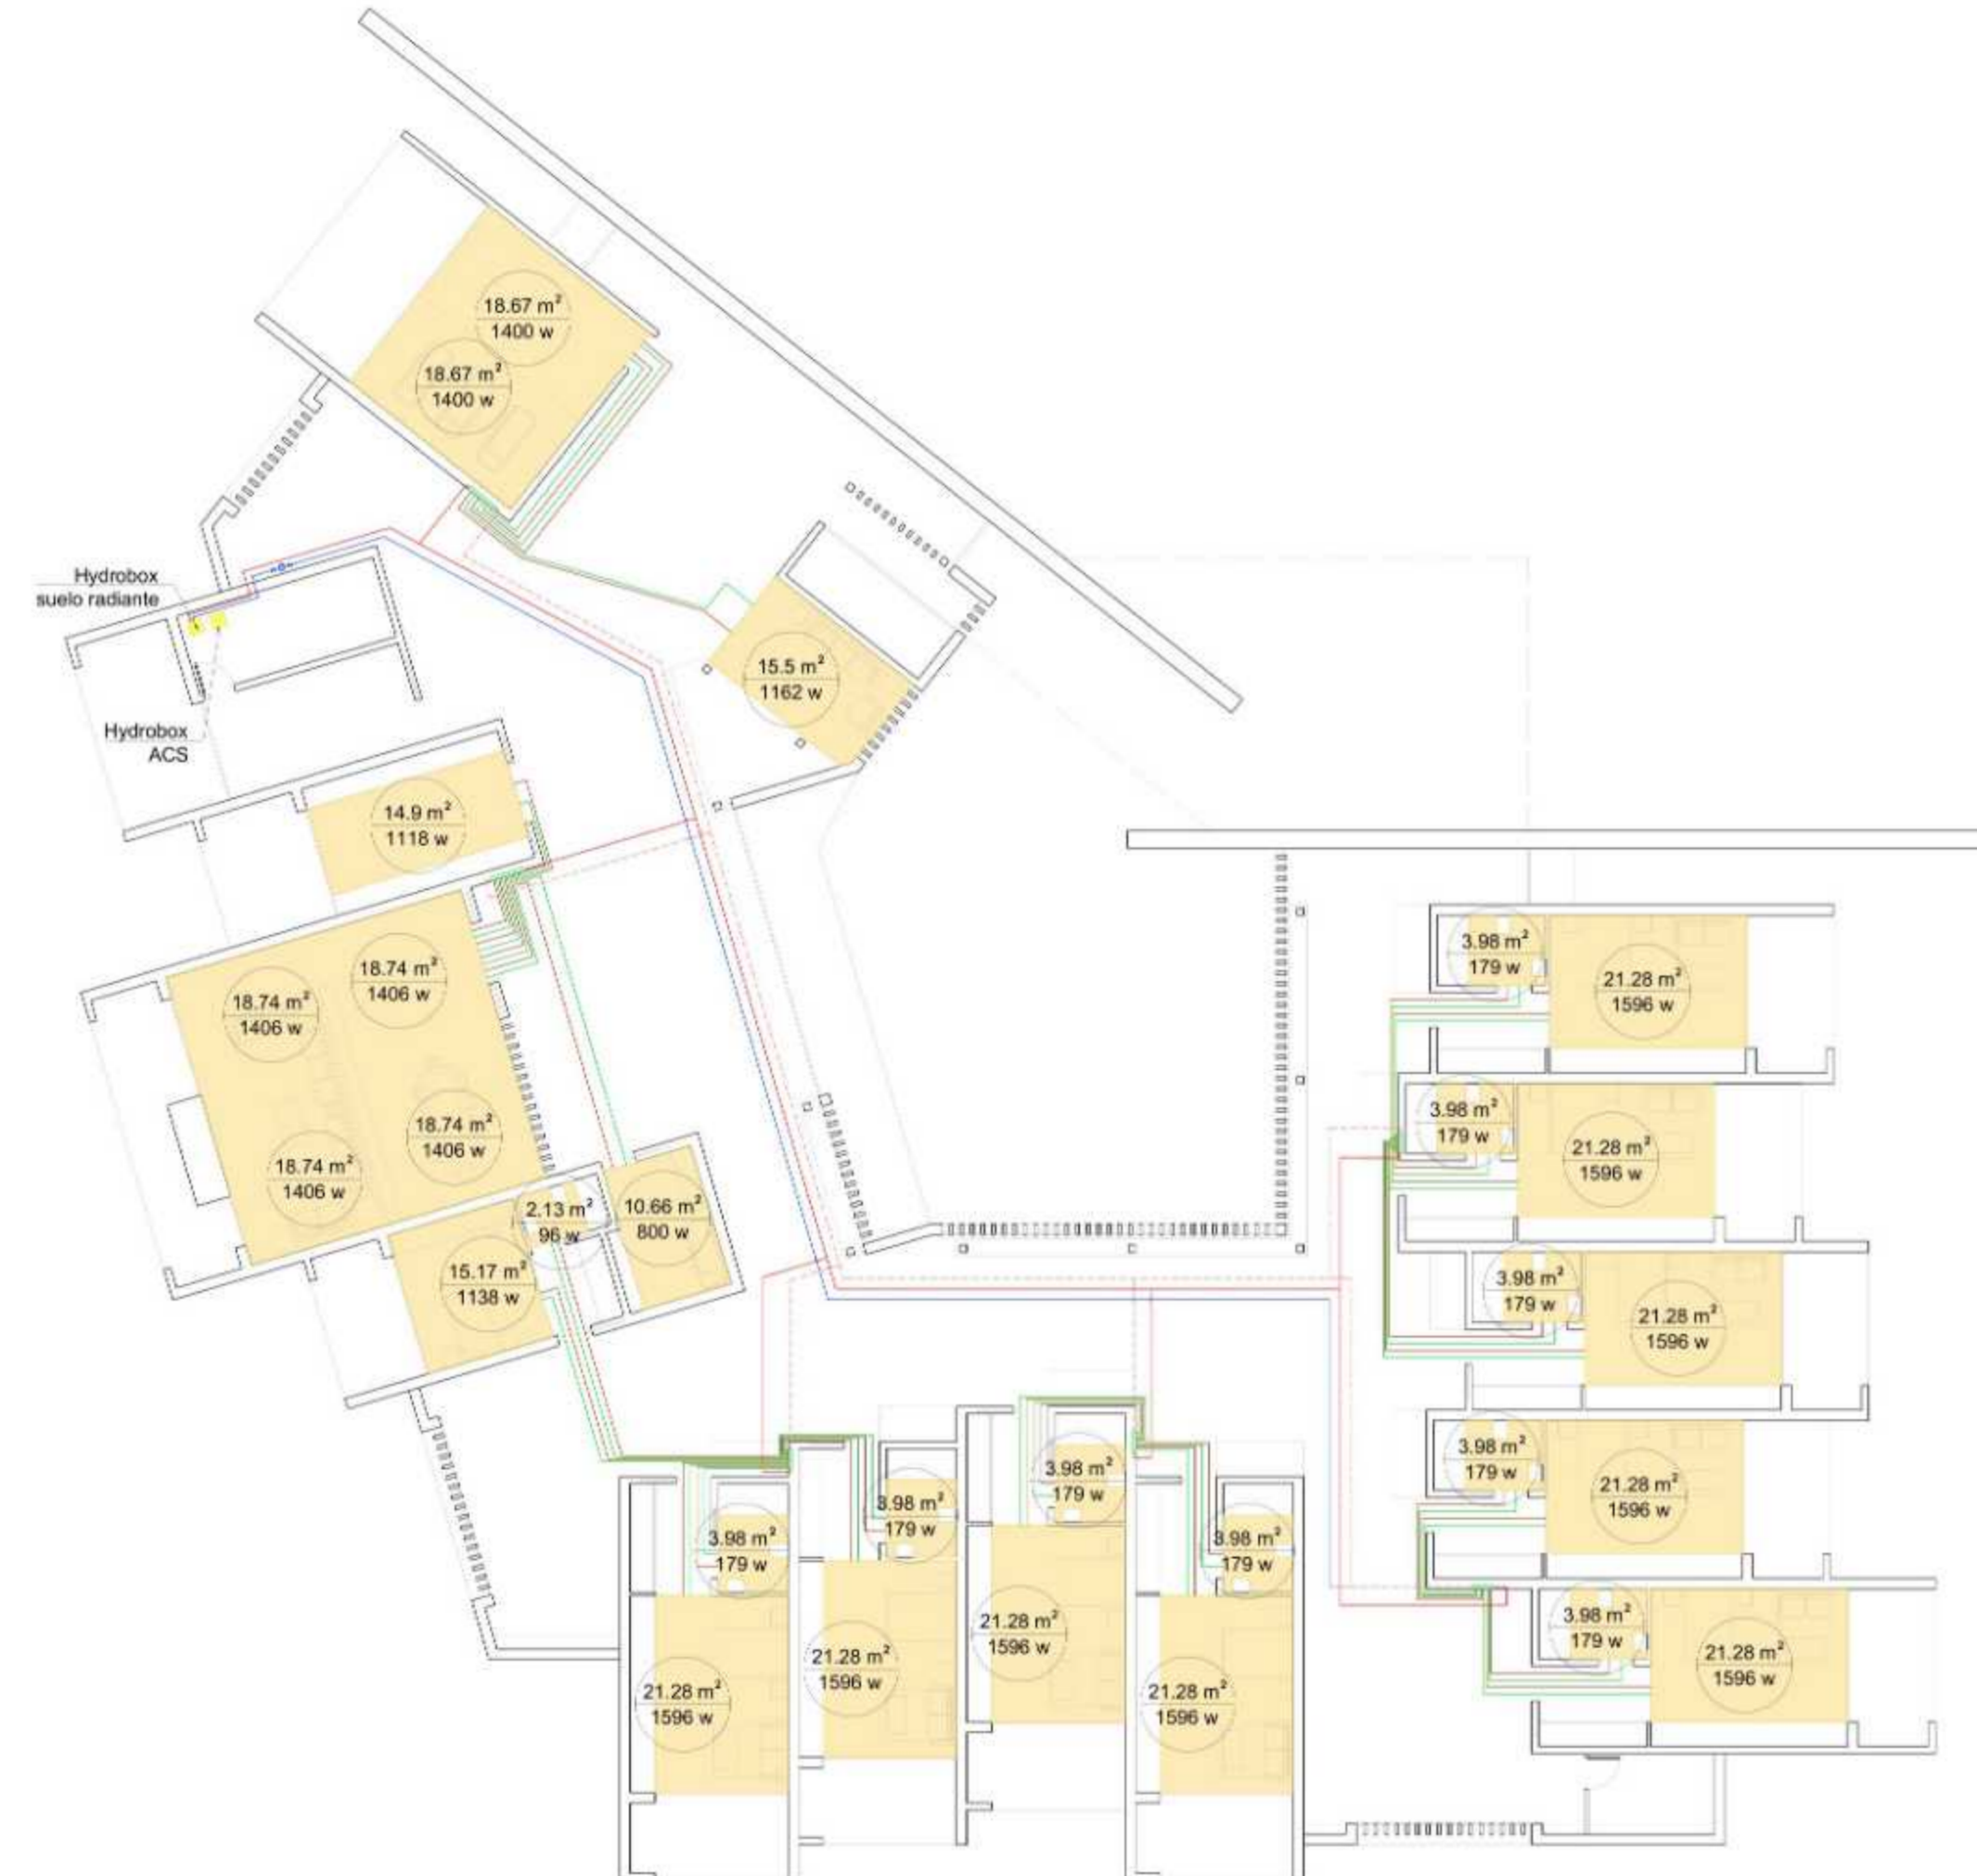 18.67 m²
1400 w
18.67 m²
1400 w
Hydrobox
suelo radiante
15.5 m²
1162 w
Hydrobox
ACS
14.9 m²
1118 w
18.74 m²
1406 w
18.74 m²
1406 w
18.74 m²
1406 w
18.74 m²
1406 w
2.13 m²
96 w
10.66 m²
800 w
15.17 m²
1138 w
3.98 m²
179 w
21.28 m²
1596 w
3.98 m²
179 w
21.28 m²
1596 w
3.98 m²
179 w
21.28 m²
1596 w
3.98 m²
179 w
21.28 m²
1596 w
3.98 m²
179 w
21.28 m²
1596 w
3.98 m²
179 w
21.28 m²
1596 w
3.98 m²
179 w
21.28 m²
1596 w
3.98 m²
179 w
21.28 m²
1596 w
3.98 m²
179 w
21.28 m²
1596 w